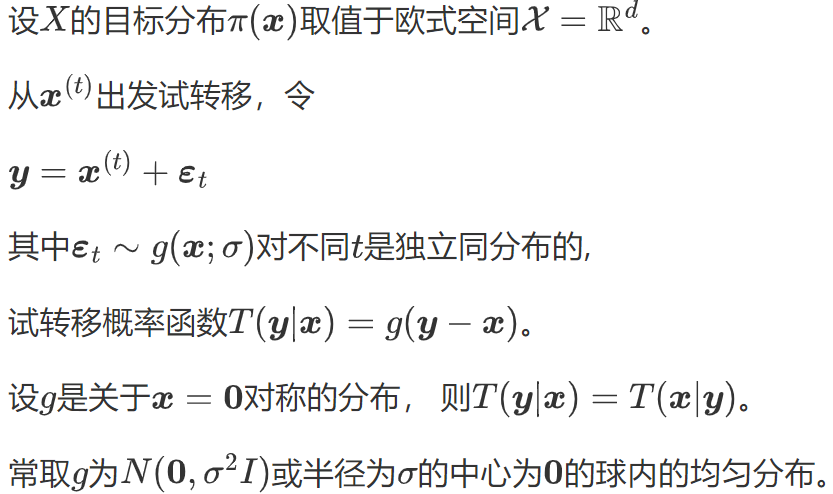 设X的目标分布π(𝒙)取值于欧式空间𝒳 = ℝᵈ。
从𝒙⁽ᵗ⁾出发试转移，令
𝒚 = 𝒙⁽ᵗ⁾ + 𝜺ₜ
其中𝜺ₜ ∼ g(𝒙; σ)对不同t是独立同分布的,
试转移概率函数T(𝒚|𝒙) = g(𝒚 − 𝒙)。
设g是关于𝒙 = 𝟎对称的分布， 则T(𝒚|𝒙) = T(𝒙|𝒚)。
常取g为N(𝟎, σ²I)或半径为σ的中心为𝟎的球内的均匀分布。